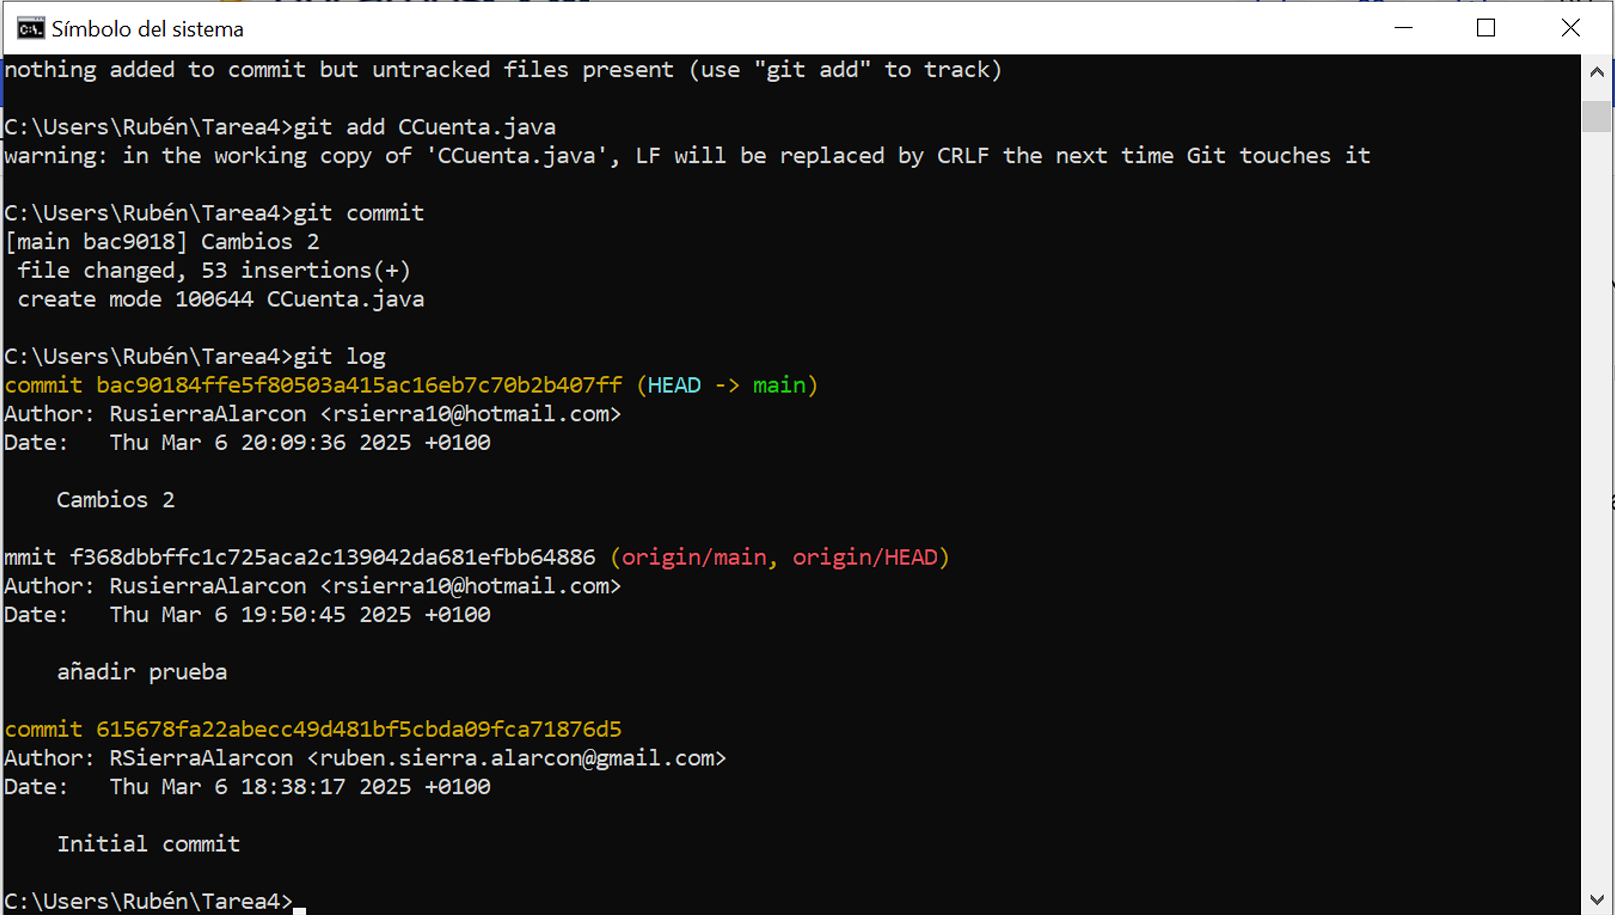 Símbolo del sistema
nothing added to commit but untracked files present (use "git add" to track)
C:\Users\Rubén\Tarea4>git add CCuenta.java
warning: in the working copy of 'CCuenta.java', LF will be replaced by CRLF the next time Git touches it
C:\Users\Rubén\Tarea4>git commit
[main bac9018] Cambios 2
file changed, 53 insertions(+)
create mode 100644 CCuenta.java
C:\Users\Rubén\Tarea4>git log
commit bac90184ffe5f80503a415ac16eb7c70b2b407ff (HEAD -> main)
Author: RusierraAlarcon <rsierra10@hotmail.com>
Date:   Thu Mar 6 20:09:36 2025 +0100
Cambios 2
mmit f368dbbffc1c725aca2c139042da681efbb64886 (origin/main, origin/HEAD)
Author: RusierraAlarcon <rsierra10@hotmail.com>
Date:   Thu Mar 6 19:50:45 2025 +0100
añadir prueba
commit 615678fa22abecc49d481bf5cbda09fca71876d5
Author: RSierraAlarcon <ruben.sierra.alarcon@gmail.com>
Date:   Thu Mar 6 18:38:17 2025 +0100
Initial commit
C:\Users\Rubén\Tarea4>